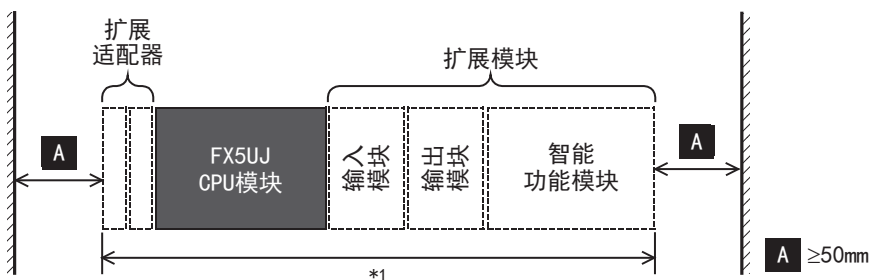 扩展
适配器
扩展模块
A
FX5UJ
CPU模块
输入
模块
输出
模块
智能
功能模块
A
*1
A ≥50mm